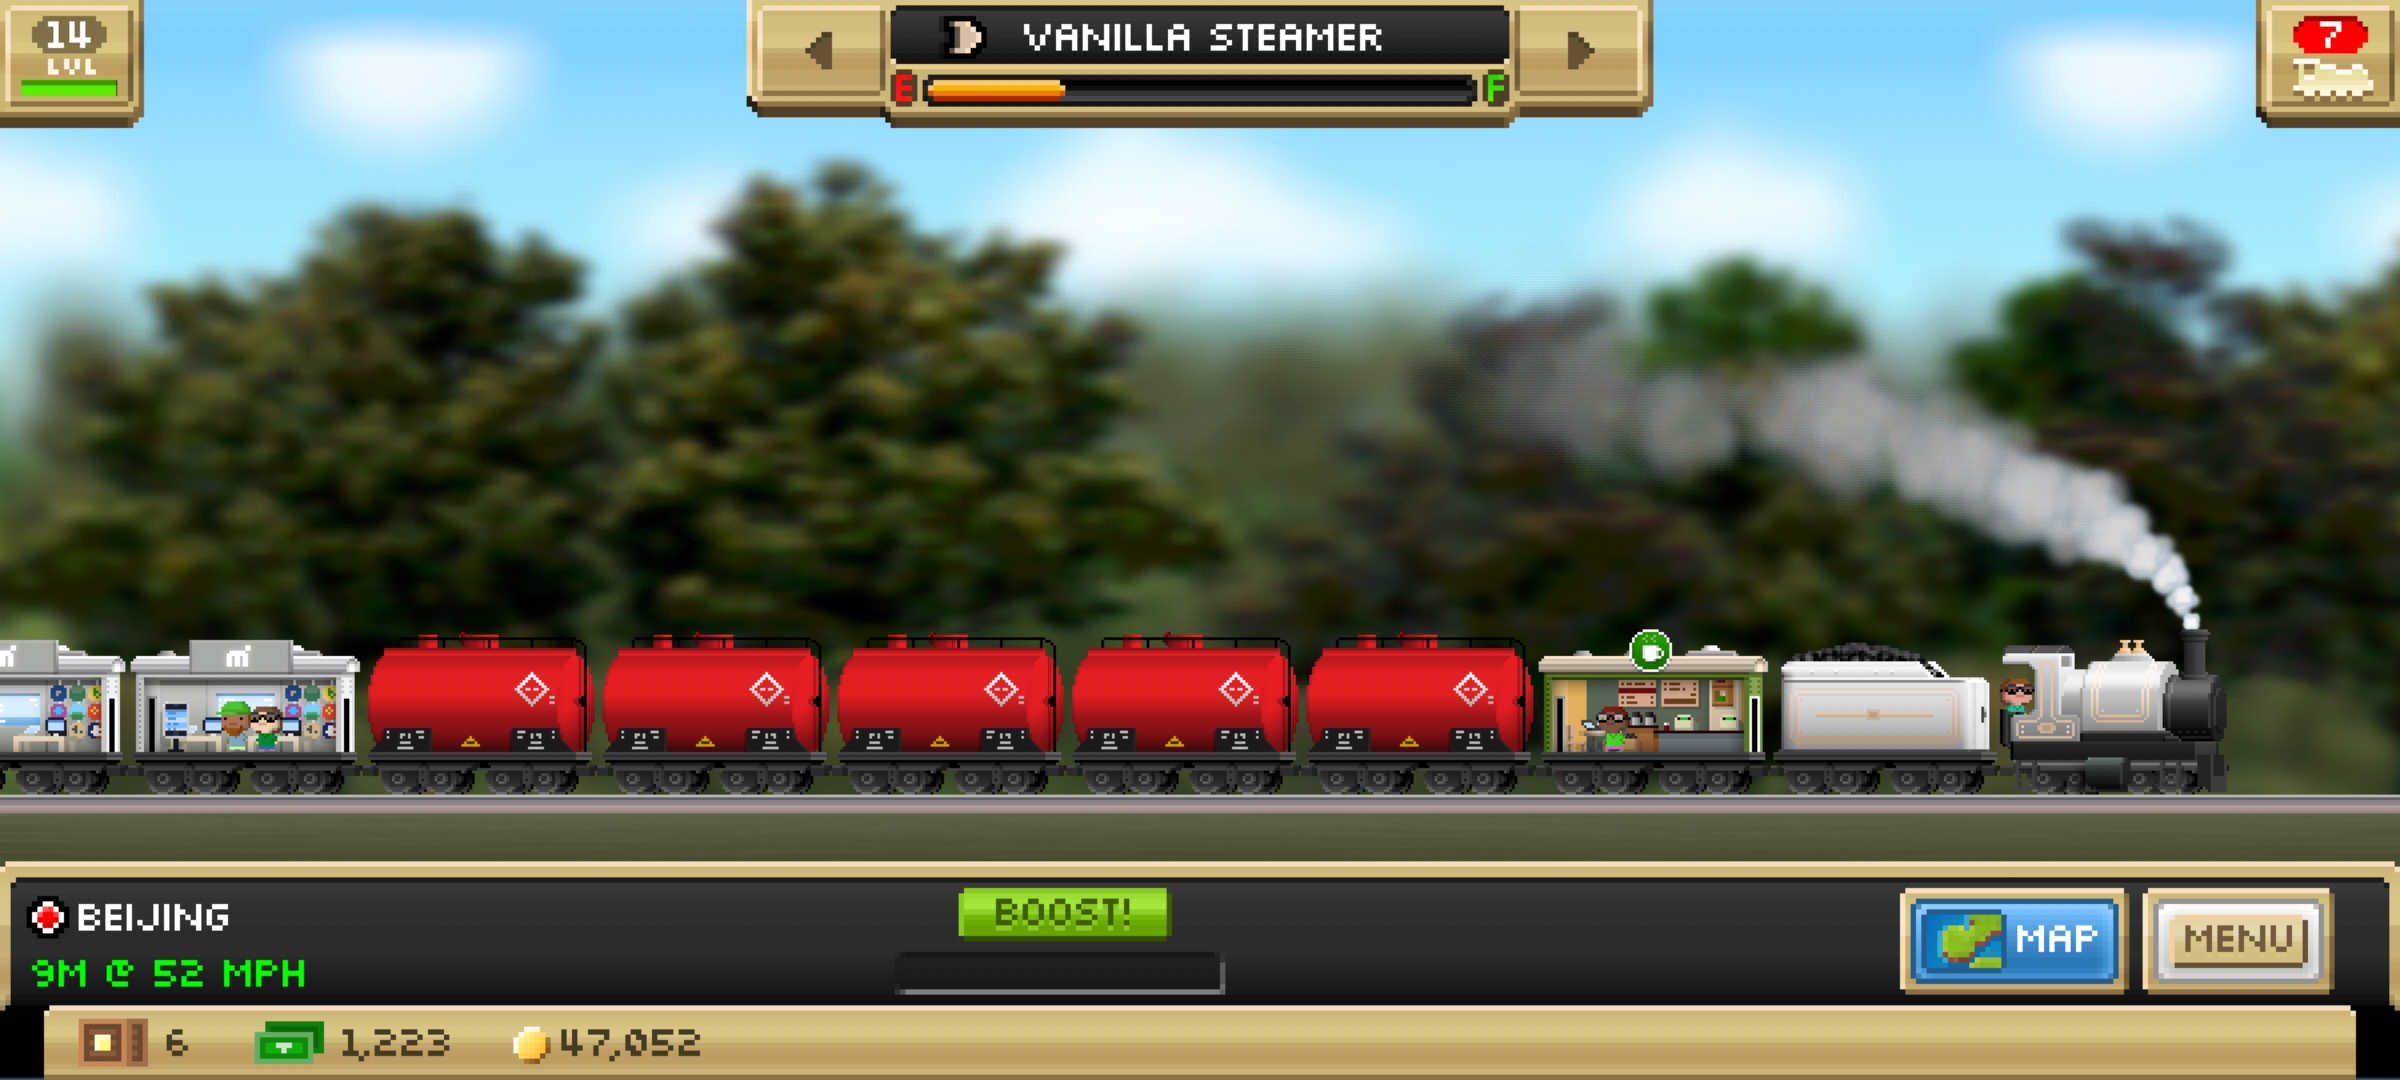 14
LVL
VANILLA STEAMER
E F
7
m
m
BEIJING
9M @ 52 MPH
BOOST!
MAP
MENU
6
1,223
47,052